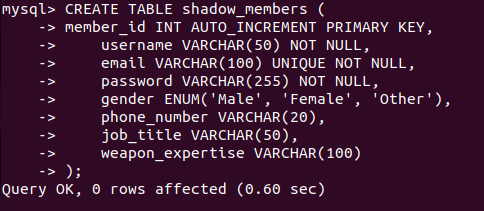 mysql> CREATE TABLE shadow_members (
    -> member_id INT AUTO_INCREMENT PRIMARY KEY,
    ->     username VARCHAR(50) NOT NULL,
    ->     email VARCHAR(100) UNIQUE NOT NULL,
    ->     password VARCHAR(255) NOT NULL,
    ->     gender ENUM('Male', 'Female', 'Other'),
    ->     phone_number VARCHAR(20),
    ->     job_title VARCHAR(50),
    ->     weapon_expertise VARCHAR(100)
    -> );
Query OK, 0 rows affected (0.60 sec)